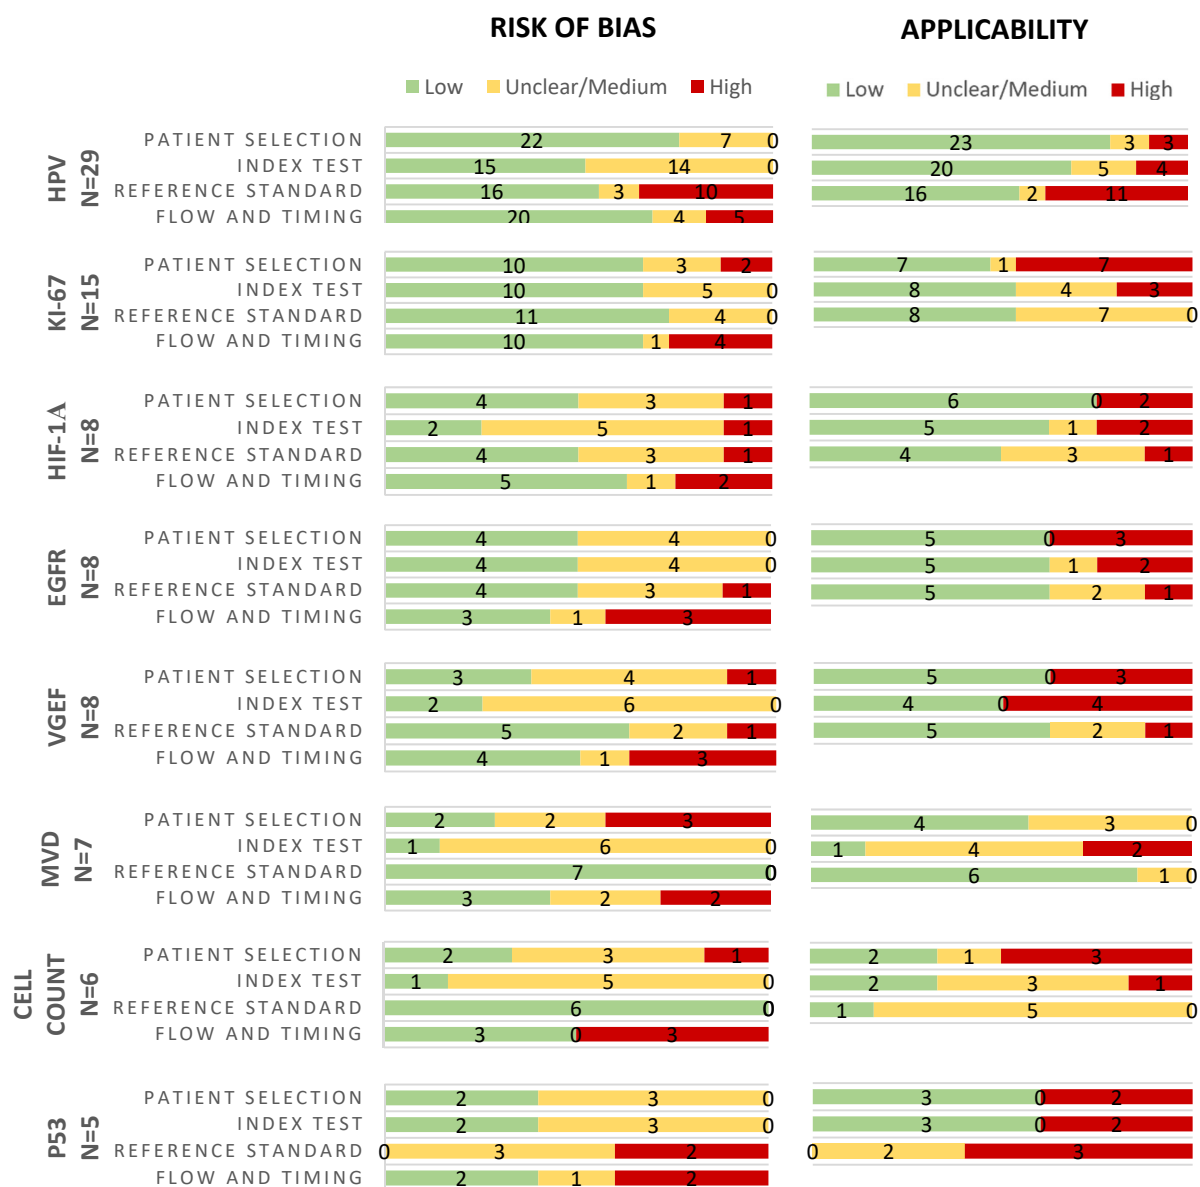 RISK OF BIAS APPLICABILITY
Low Unclear/Medium High Low Unclear/Medium High
HPV
N=29
PATIENT SELECTION 22 7 0 23 3 3
INDEX TEST 15 14 0 20 5 4
REFERENCE STANDARD 16 3 10 16 2 11
FLOW AND TIMING 20 4 5
KI-67
N=15
PATIENT SELECTION 10 3 2 7 1 7
INDEX TEST 10 5 0 8 4 3
REFERENCE STANDARD 11 4 0 8 7 0
FLOW AND TIMING 10 1 4
HIF-1A
N=8
PATIENT SELECTION 4 3 1 6 0 2
INDEX TEST 2 5 1 5 1 2
REFERENCE STANDARD 4 3 1 4 3 1
FLOW AND TIMING 5 1 2
EGFR
N=8
PATIENT SELECTION 4 4 0 5 0 3
INDEX TEST 4 4 0 5 1 2
REFERENCE STANDARD 4 3 1 5 2 1
FLOW AND TIMING 3 1 3
VGEF
N=8
PATIENT SELECTION 3 4 1 5 0 3
INDEX TEST 2 6 0 4 0 4
REFERENCE STANDARD 5 2 1 5 2 1
FLOW AND TIMING 4 1 3
MVD
N=7
PATIENT SELECTION 2 2 3 4 3 0
INDEX TEST 1 6 0 1 4 2
REFERENCE STANDARD 7 0 6 1 0
FLOW AND TIMING 3 2 2
CELL
COUNT
N=6
PATIENT SELECTION 2 3 1 2 1 3
INDEX TEST 1 5 0 2 3 1
REFERENCE STANDARD 6 0 1 5 0
FLOW AND TIMING 3 0 3
P53
N=5
PATIENT SELECTION 2 3 0 3 0 2
INDEX TEST 2 3 0 3 0 2
REFERENCE STANDARD 0 3 2 0 2 3
FLOW AND TIMING 2 1 2